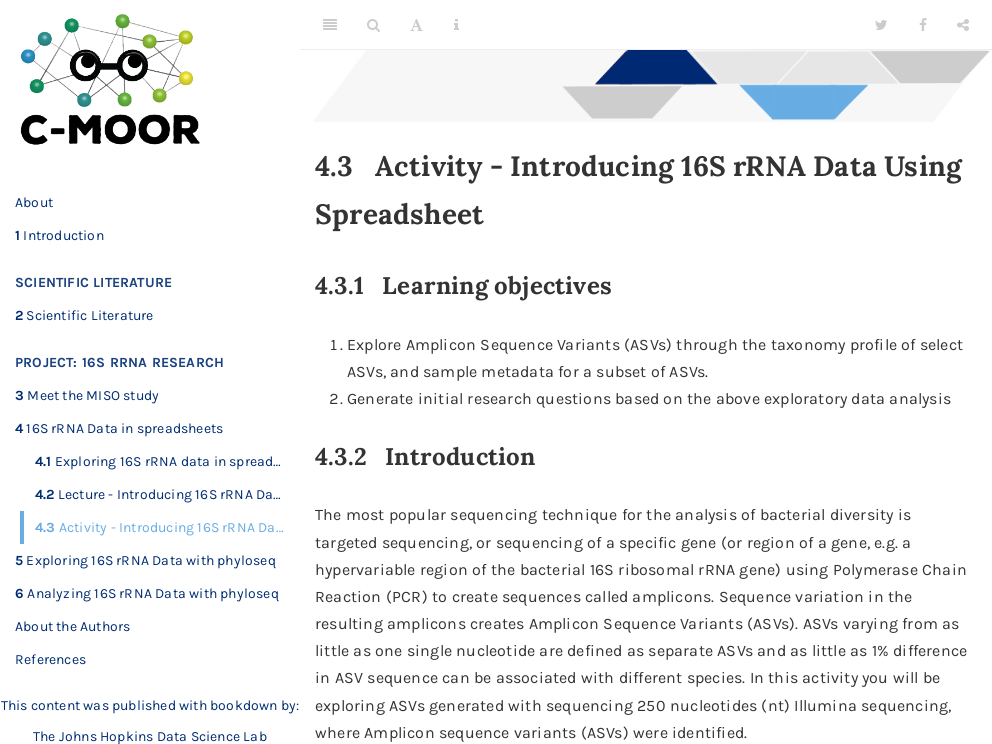 C-MOOR
About
1 Introduction
SCIENTIFIC LITERATURE
2 Scientific Literature
PROJECT: 16S RRNA RESEARCH
3 Meet the MISO study
4 16S rRNA Data in spreadsheets
4.1 Exploring 16S rRNA data in spread…
4.2 Lecture - Introducing 16S rRNA Da…
4.3 Activity - Introducing 16S rRNA Da…
5 Exploring 16S rRNA Data with phyloseq
6 Analyzing 16S rRNA Data with phyloseq
About the Authors
References
This content was published with bookdown by:
The Johns Hopkins Data Science Lab
4.3 Activity - Introducing 16S rRNA Data Using
Spreadsheet
4.3.1 Learning objectives
1. Explore Amplicon Sequence Variants (ASVs) through the taxonomy profile of select
ASVs, and sample metadata for a subset of ASVs.
2. Generate initial research questions based on the above exploratory data analysis
4.3.2 Introduction
The most popular sequencing technique for the analysis of bacterial diversity is
targeted sequencing, or sequencing of a specific gene (or region of a gene, e.g. a
hypervariable region of the bacterial 16S ribosomal rRNA gene) using Polymerase Chain
Reaction (PCR) to create sequences called amplicons. Sequence variation in the
resulting amplicons creates Amplicon Sequence Variants (ASVs). ASVs varying from as
little as one single nucleotide are defined as separate ASVs and as little as 1% difference
in ASV sequence can be associated with different species. In this activity you will be
exploring ASVs generated with sequencing 250 nucleotides (nt) Illumina sequencing,
where Amplicon sequence variants (ASVs) were identified.